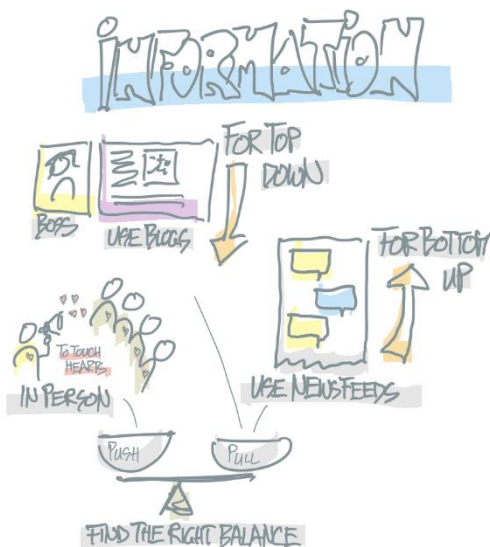 INFORMATION
FOR TOP
DOWN
BOSS
USE BLOGS
FOR BOTTOM
UP
TO TOUCH
HEARTS
IN PERSON
USE NEWSFEEDS
PUSH
PULL
FIND THE RIGHT BALANCE